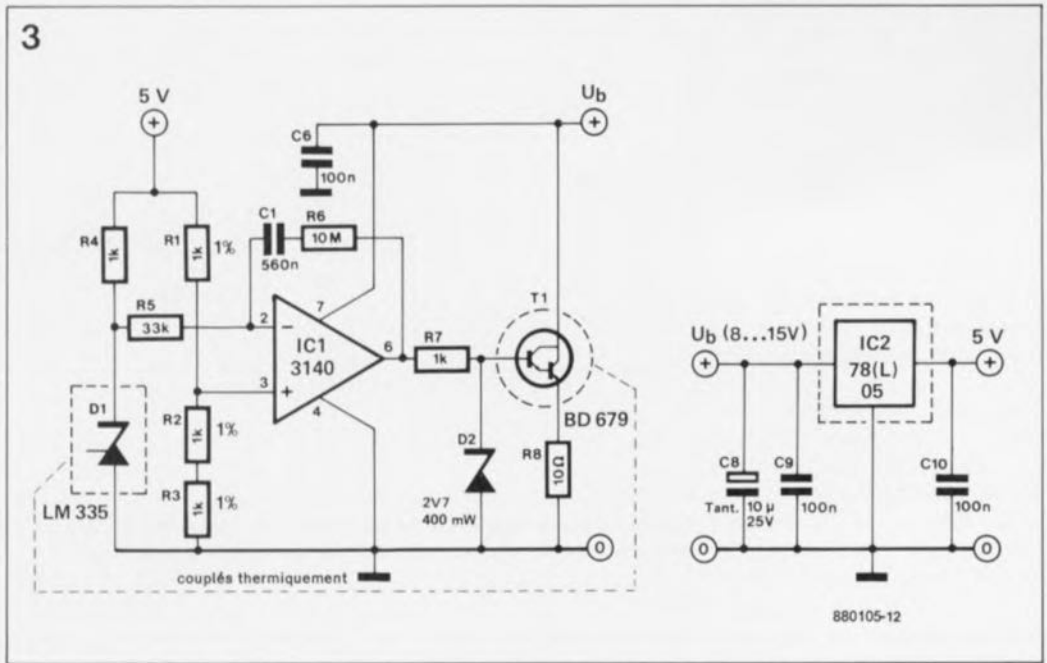 3
5 V
+
Ub
+
C6
100n
R4
1k
R1
1k
1%
C1
560n
R6
10 M
R5
33k
2
−
7
IC1
3140
3
+
4
6
R7
1k
T1
BD 679
D1
LM 335
R2
1k
1%
R3
1k
1%
D2
2V7
400 mW
R8
10Ω
0
couplés thermiquement
Ub (8...15V)
+
IC2
78(L)
05
5 V
+
C8
Tant.
10 µ
25V
C9
100n
C10
100n
0
0
880105-12